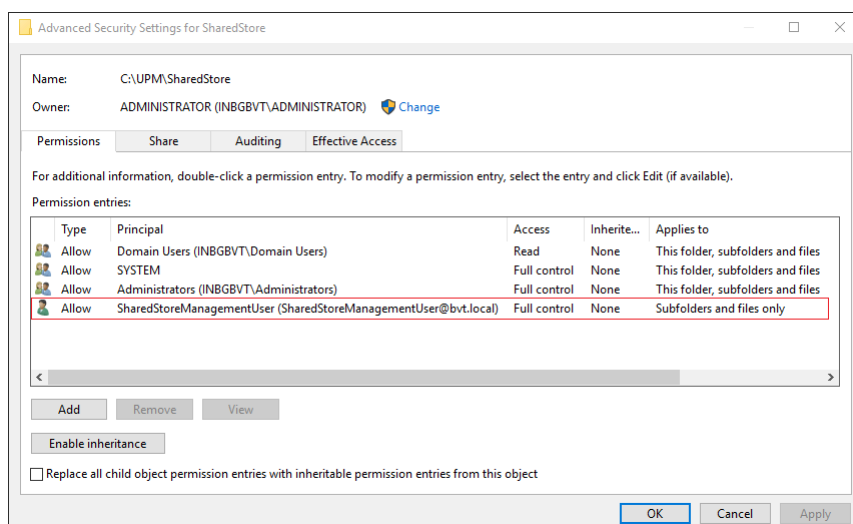 Advanced Security Settings for SharedStore
Name: C:\UPM\SharedStore
Owner: ADMINISTRATOR (INBGBVT\ADMINISTRATOR) Change
Permissions Share Auditing Effective Access
For additional information, double-click a permission entry. To modify a permission entry, select the entry and click Edit (if available).
Permission entries:
Type Principal Access Inherite... Applies to
Allow Domain Users (INBGBVT\Domain Users) Read None This folder, subfolders and files
Allow SYSTEM Full control None This folder, subfolders and files
Allow Administrators (INBGBVT\Administrators) Full control None This folder, subfolders and files
Allow SharedStoreManagementUser (SharedStoreManagementUser@bvt.local) Full control None Subfolders and files only
Add Remove View
Enable inheritance
Replace all child object permission entries with inheritable permission entries from this object
OK Cancel Apply